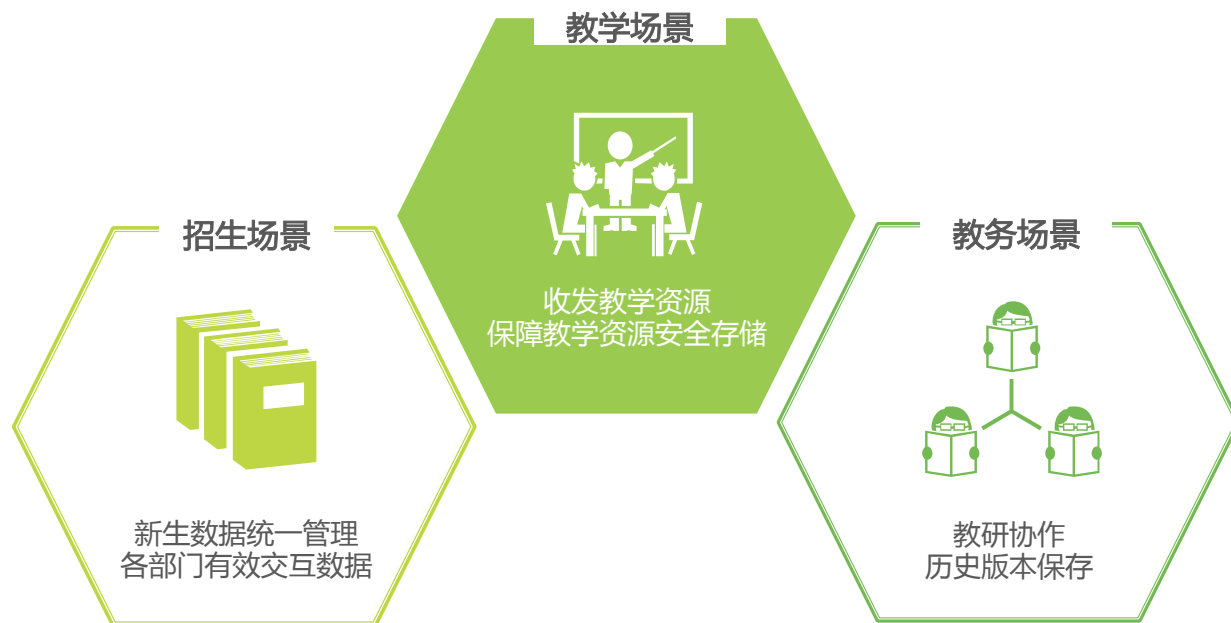 教学场景
收发教学资源
保障教学资源安全存储
招生场景
新生数据统一管理
各部门有效交互数据
教务场景
教研协作
历史版本保存